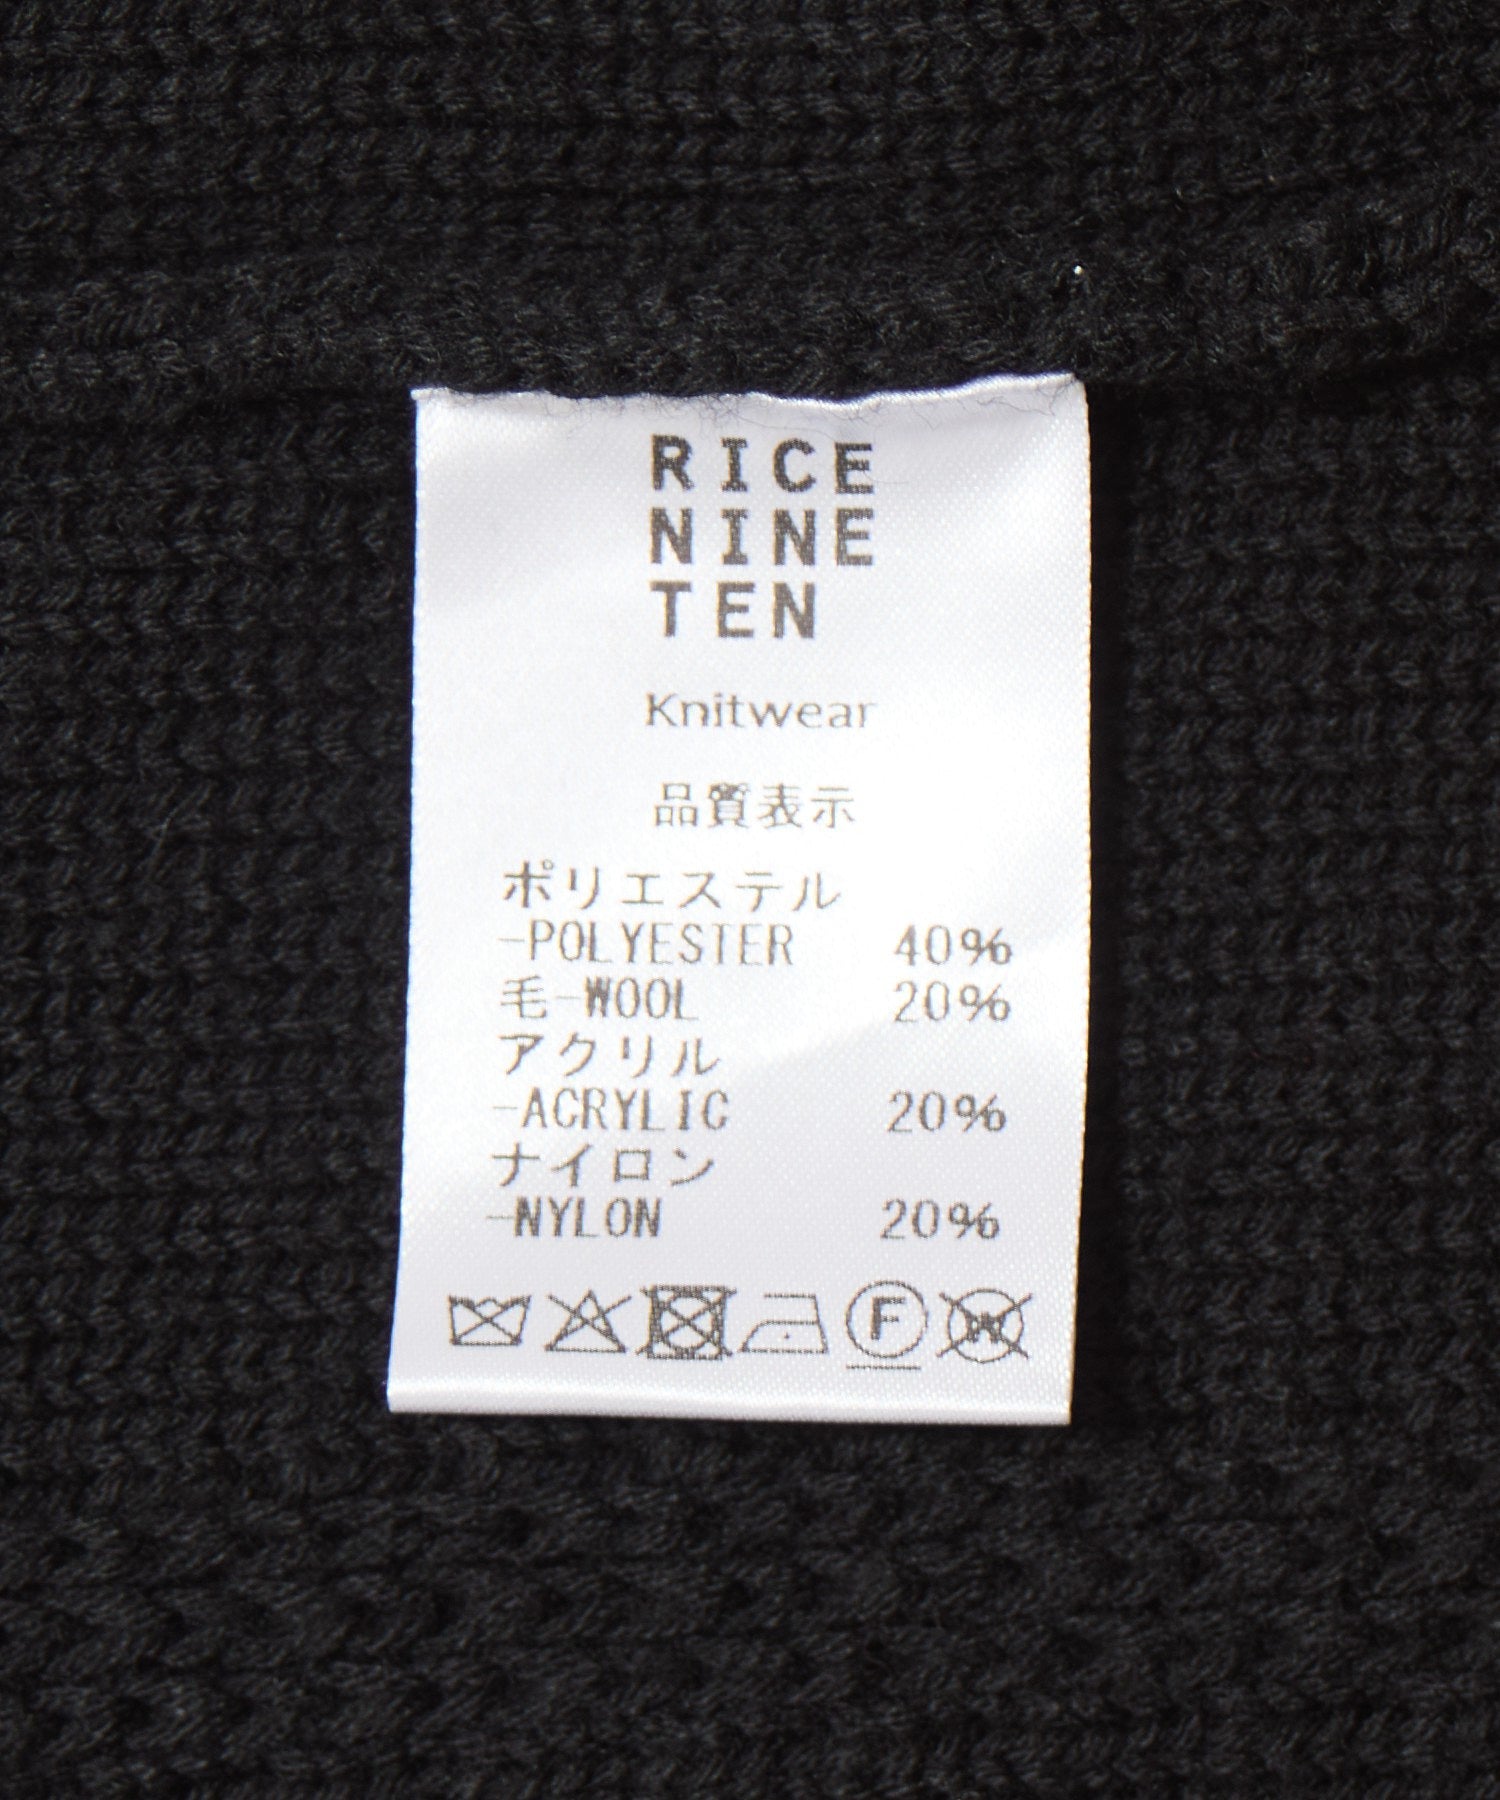 RICE
NINE
TEN
Knitwear
品質表示
ポリエステル
-POLYESTER 40%
毛-WOOL 20%
アクリル
-ACRYLIC 20%
ナイロン
-NYLON 20%
F W